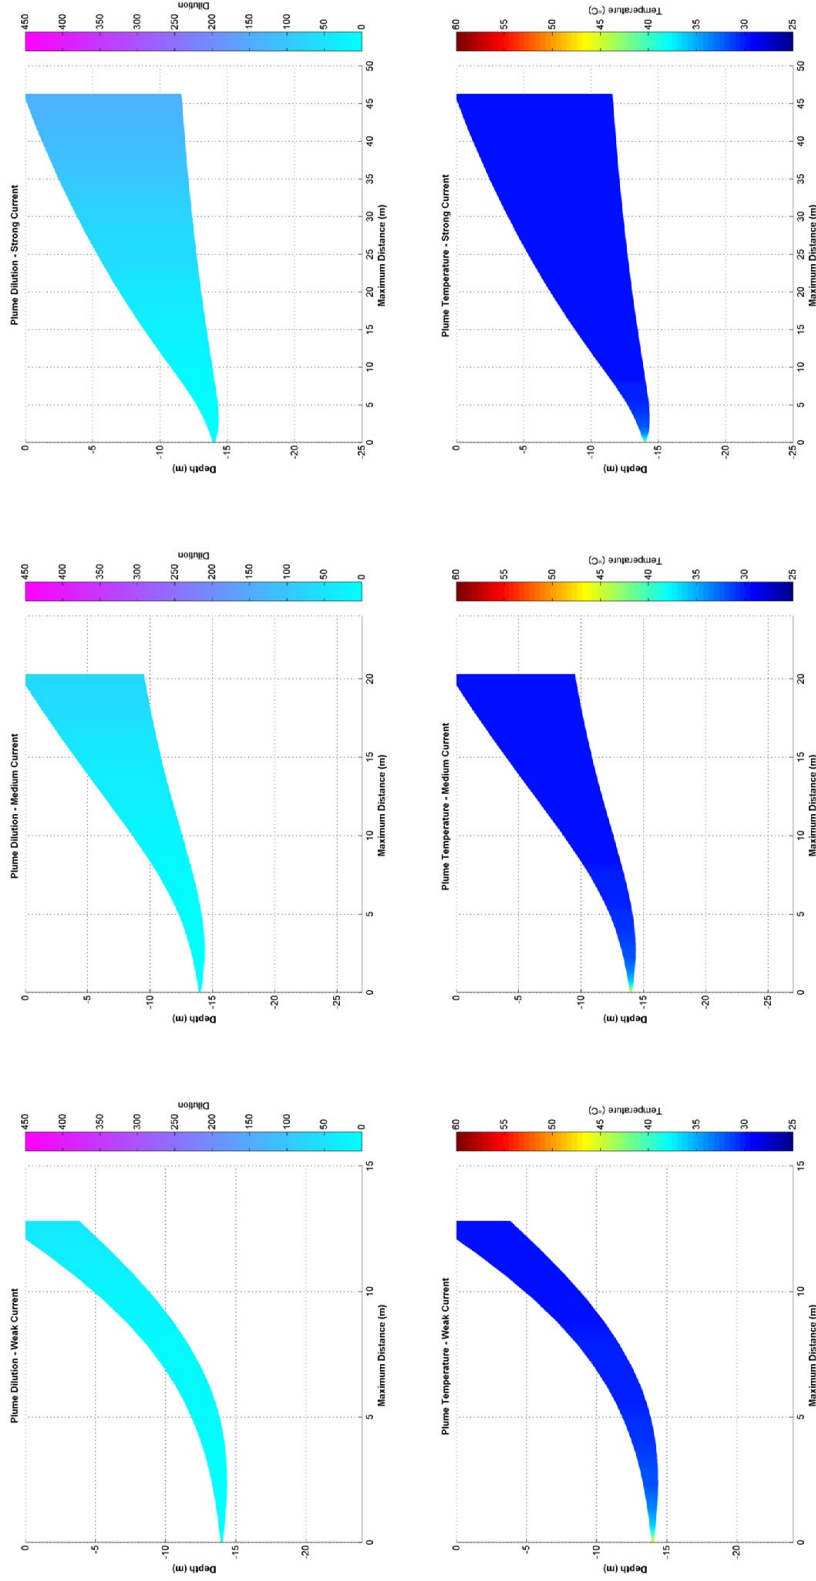 Plume Dilution - Weak Current
0
-5
-10
-15
-20
Depth (m)
0 5 10 15
Maximum Distance (m)
450
400
350
300
250
200
150
100
50
0
Dilution
Plume Dilution - Medium Current
0
-5
-10
-15
-20
-25
Depth (m)
0 5 10 15 20
Maximum Distance (m)
450
400
350
300
250
200
150
100
50
0
Dilution
Plume Dilution - Strong Current
0
-5
-10
-15
-20
-25
Depth (m)
0 5 10 15 20 25 30 35 40 45 50
Maximum Distance (m)
450
400
350
300
250
200
150
100
50
0
Dilution
Plume Temperature - Weak Current
0
-5
-10
-15
-20
Depth (m)
0 5 10 15
Maximum Distance (m)
60
55
50
45
40
35
30
25
Temperature (°C)
Plume Temperature - Medium Current
0
-5
-10
-15
-20
-25
Depth (m)
0 5 10 15 20
Maximum Distance (m)
60
55
50
45
40
35
30
25
Temperature (°C)
Plume Temperature - Strong Current
0
-5
-10
-15
-20
-25
Depth (m)
0 5 10 15 20 25 30 35 40 45 50
Maximum Distance (m)
60
55
50
45
40
35
30
25
Temperature (°C)